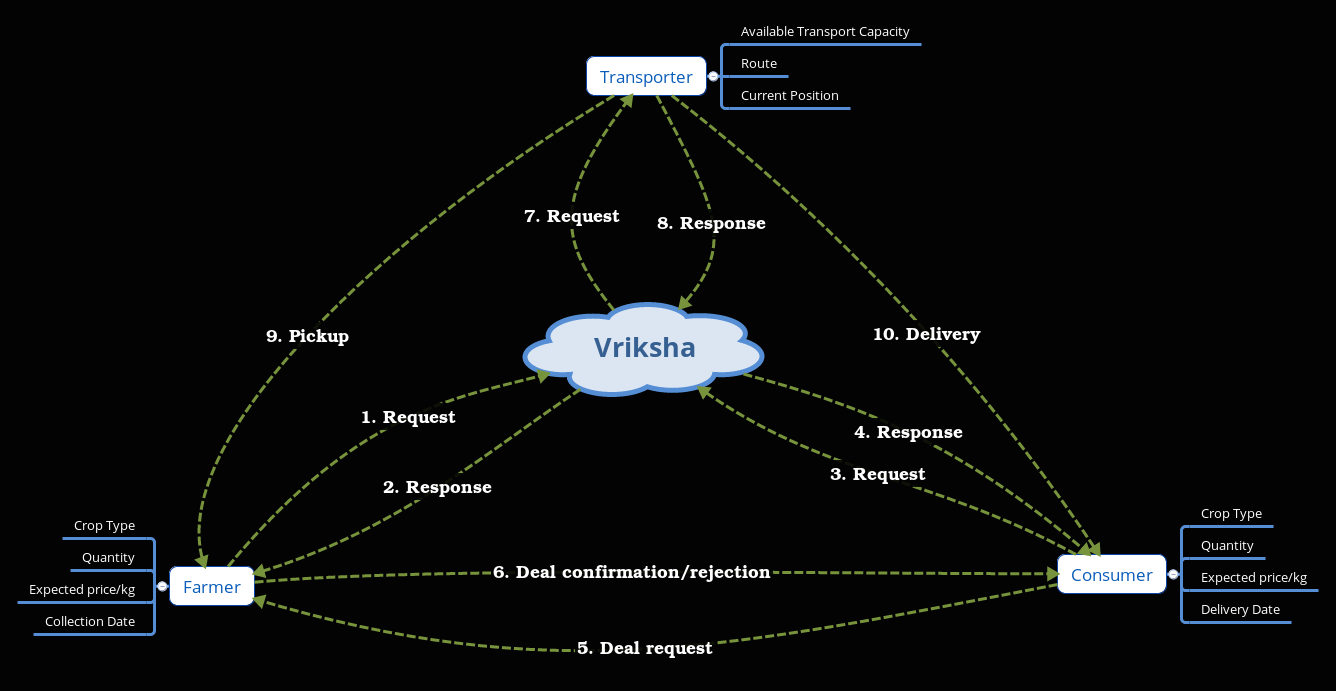 Available Transport Capacity
Transporter
Route
Current Position
7. Request
8. Response
9. Pickup
10. Delivery
Vriksha
1. Request
4. Response
3. Request
2. Response
Crop Type
Quantity
Expected price/kg
Collection Date
Farmer
6. Deal confirmation/rejection
Consumer
Crop Type
Quantity
Expected price/kg
Delivery Date
5. Deal request